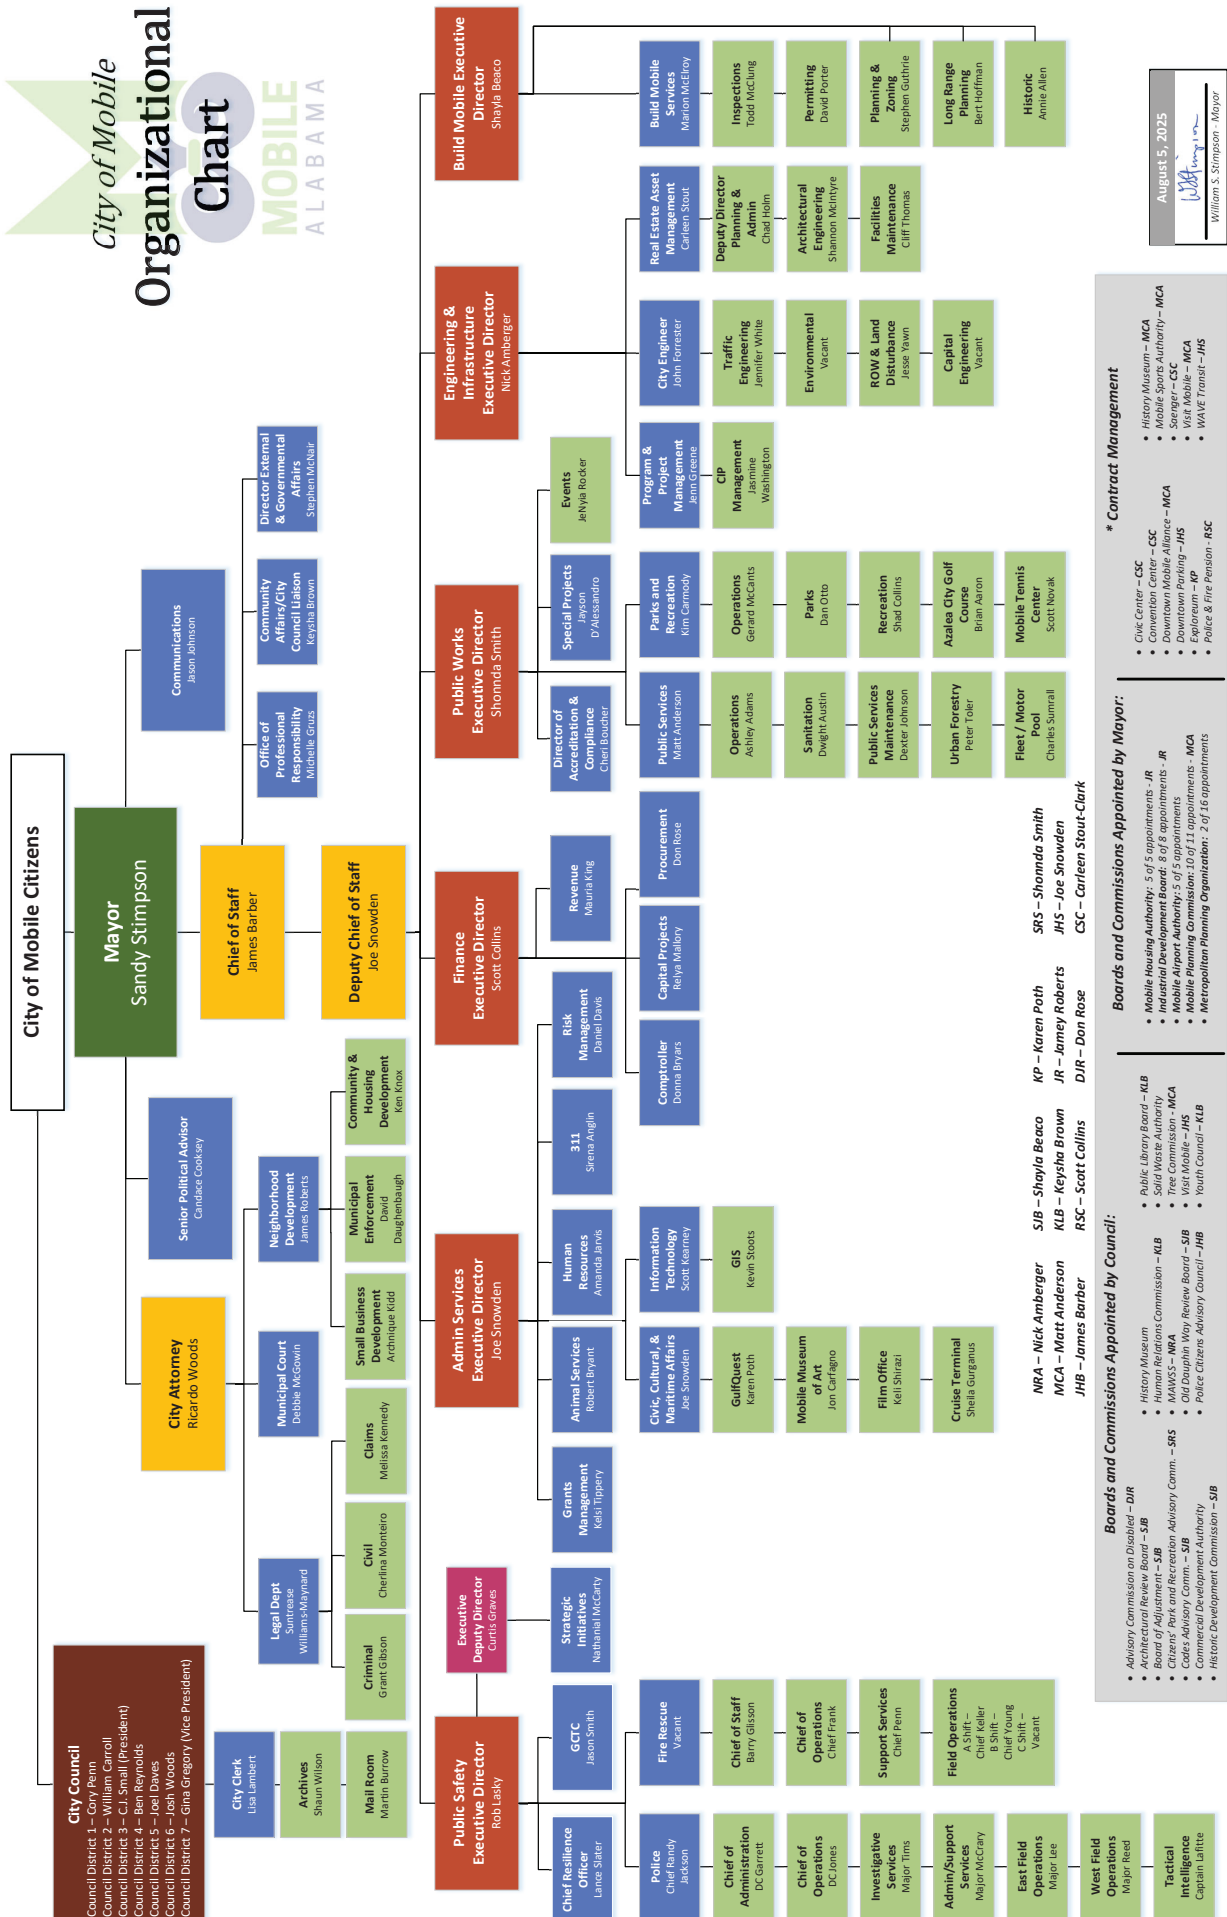 City of Mobile
Organizational
Chart
MOBILE
ALABAMA
City of Mobile Citizens
City Council
Council District 1 – Cory Penn
Council District 2 – William Carroll
Council District 3 – C.J. Small (President)
Council District 4 – Ben Reynolds
Council District 5 – Joel Daves
Council District 6 – Josh Woods
Council District 7 – Gina Gregory (Vice President)
City Clerk
Lisa Lambert
Archives
Shaun Wilson
Mail Room
Martin Burrow
Mayor
Sandy Stimpson
Senior Political Advisor
Candace Cooksey
Communications
Jason Johnson
City Attorney
Ricardo Woods
Legal Dept
Suntrease
Williams-Maynard
Criminal
Grant Gibson
Civil
Cherlina Monteiro
Claims
Melissa Kennedy
Municipal Court
Debbie McGowin
Neighborhood
Development
James Roberts
Small Business
Development
Archnique Kidd
Municipal
Enforcement
David
Daughenbaugh
Community &
Housing
Development
Ken Knox
Chief of Staff
James Barber
Office of
Professional
Responsibility
Michelle Gruzs
Community
Affairs/City
Council Liaison
Keysha Brown
Director External
& Governmental
Affairs
Stephen McNair
Deputy Chief of Staff
Joe Snowden
Public Safety
Executive Director
Rob Lasky
Executive
Deputy Director
Curtis Graves
Chief Resilience
Officer
Lance Slater
GCTC
Jason Smith
Strategic
Initiatives
Nathanial McCarty
Police
Chief Randy
Jackson
Chief of
Administration
DC Garrett
Chief of
Operations
DC Jones
Investigative
Services
Major Tims
Admin/Support
Services
Major McCrary
East Field
Operations
Major Lee
West Field
Operations
Major Reed
Tactical
Intelligence
Captain Lafitte
Fire Rescue
Vacant
Chief of Staff
Barry Glisson
Chief of
Operations
Chief Frank
Support Services
Chief Penn
Field Operations
A Shift –
Chief Keller
B Shift –
Chief Young
C Shift –
Vacant
Admin Services
Executive Director
Joe Snowden
Grants
Management
Kelsi Tippery
Animal Services
Robert Bryant
Human
Resources
Amanda Jarvis
311
Sirena Anglin
Risk
Management
Daniel Davis
Civic, Cultural, &
Maritime Affairs
Joe Snowden
GulfQuest
Karen Poth
Mobile Museum
of Art
Jon Carfagno
Film Office
Keli Shirazi
Cruise Terminal
Sheila Gurganus
Information
Technology
Scott Kearney
GIS
Kevin Stoots
Finance
Executive Director
Scott Collins
Revenue
Mauria King
Comptroller
Donna Bryars
Capital Projects
Relya Mallory
Procurement
Don Rose
Public Works
Executive Director
Shonnda Smith
Director of
Accreditation &
Compliance
Cheri Boucher
Special Projects
Jayson
D'Alessandro
Events
JeNyia Rocker
Public Services
Matt Anderson
Operations
Ashley Adams
Sanitation
Dwight Austin
Public Services
Maintenance
Dexter Johnson
Urban Forestry
Peter Toler
Fleet / Motor
Pool
Charles Sumrall
Parks and
Recreation
Kim Carmody
Operations
Gerard McCants
Parks
Dan Otto
Recreation
Shad Collins
Azalea City Golf
Course
Brian Aaron
Mobile Tennis
Center
Scott Novak
Engineering &
Infrastructure
Executive Director
Nick Amberger
Program &
Project
Management
Jenn Greene
CIP
Management
Jasmine
Washington
City Engineer
John Forrester
Traffic
Engineering
Jennifer White
Environmental
Vacant
ROW & Land
Disturbance
Jesse Yawn
Capital
Engineering
Vacant
Real Estate Asset
Management
Carleen Stout
Deputy Director
Planning &
Admin
Chad Holm
Architectural
Engineering
Shannon McIntyre
Facilities
Maintenance
Cliff Thomas
Build Mobile Executive
Director
Shayla Beaco
Build Mobile
Services
Marion McElroy
Inspections
Todd McClung
Permitting
David Porter
Planning &
Zoning
Stephen Guthrie
Long Range
Planning
Bert Hoffman
Historic
Annie Allen
NRA – Nick Amberger
MCA – Matt Anderson
JHB – James Barber
SJB – Shayla Beaco
KLB – Keysha Brown
RSC – Scott Collins
KP – Karen Poth
JR – Jamey Roberts
DJR – Don Rose
SRS – Shonnda Smith
JHS – Joe Snowden
CSC – Carleen Stout-Clark
Boards and Commissions Appointed by Council:
• Advisory Commission on Disabled – DJR
• Architectural Review Board – SJB
• Board of Adjustment – SJB
• Citizens' Park and Recreation Advisory Comm. – SRS
• Codes Advisory Comm. – SJB
• Commercial Development Authority
• Historic Development Commission – SJB
• History Museum
• Human Relations Commission – KLB
• MAWSS – NRA
• Old Dauphin Way Review Board – SJB
• Police Citizens Advisory Council – JHB
• Public Library Board – KLB
• Solid Waste Authority
• Tree Commission - MCA
• Visit Mobile – JHS
• Youth Council – KLB
Boards and Commissions Appointed by Mayor:
• Mobile Housing Authority: 5 of 5 appointments - JR
• Industrial Development Board: 8 of 8 appointments - JR
• Mobile Airport Authority: 5 of 5 appointments
• Mobile Planning Commission: 10 of 11 appointments - MCA
• Metropolitan Planning Organization: 2 of 16 appointments
* Contract Management
• Civic Center – CSC
• Convention Center – CSC
• Downtown Mobile Alliance – MCA
• Downtown Parking – JHS
• Exploreum – KP
• Police & Fire Pension - RSC
• History Museum – MCA
• Mobile Sports Authority – MCA
• Saenger – CSC
• Visit Mobile – MCA
• WAVE Transit – JHS
August 5, 2025
William S. Stimpson - Mayor